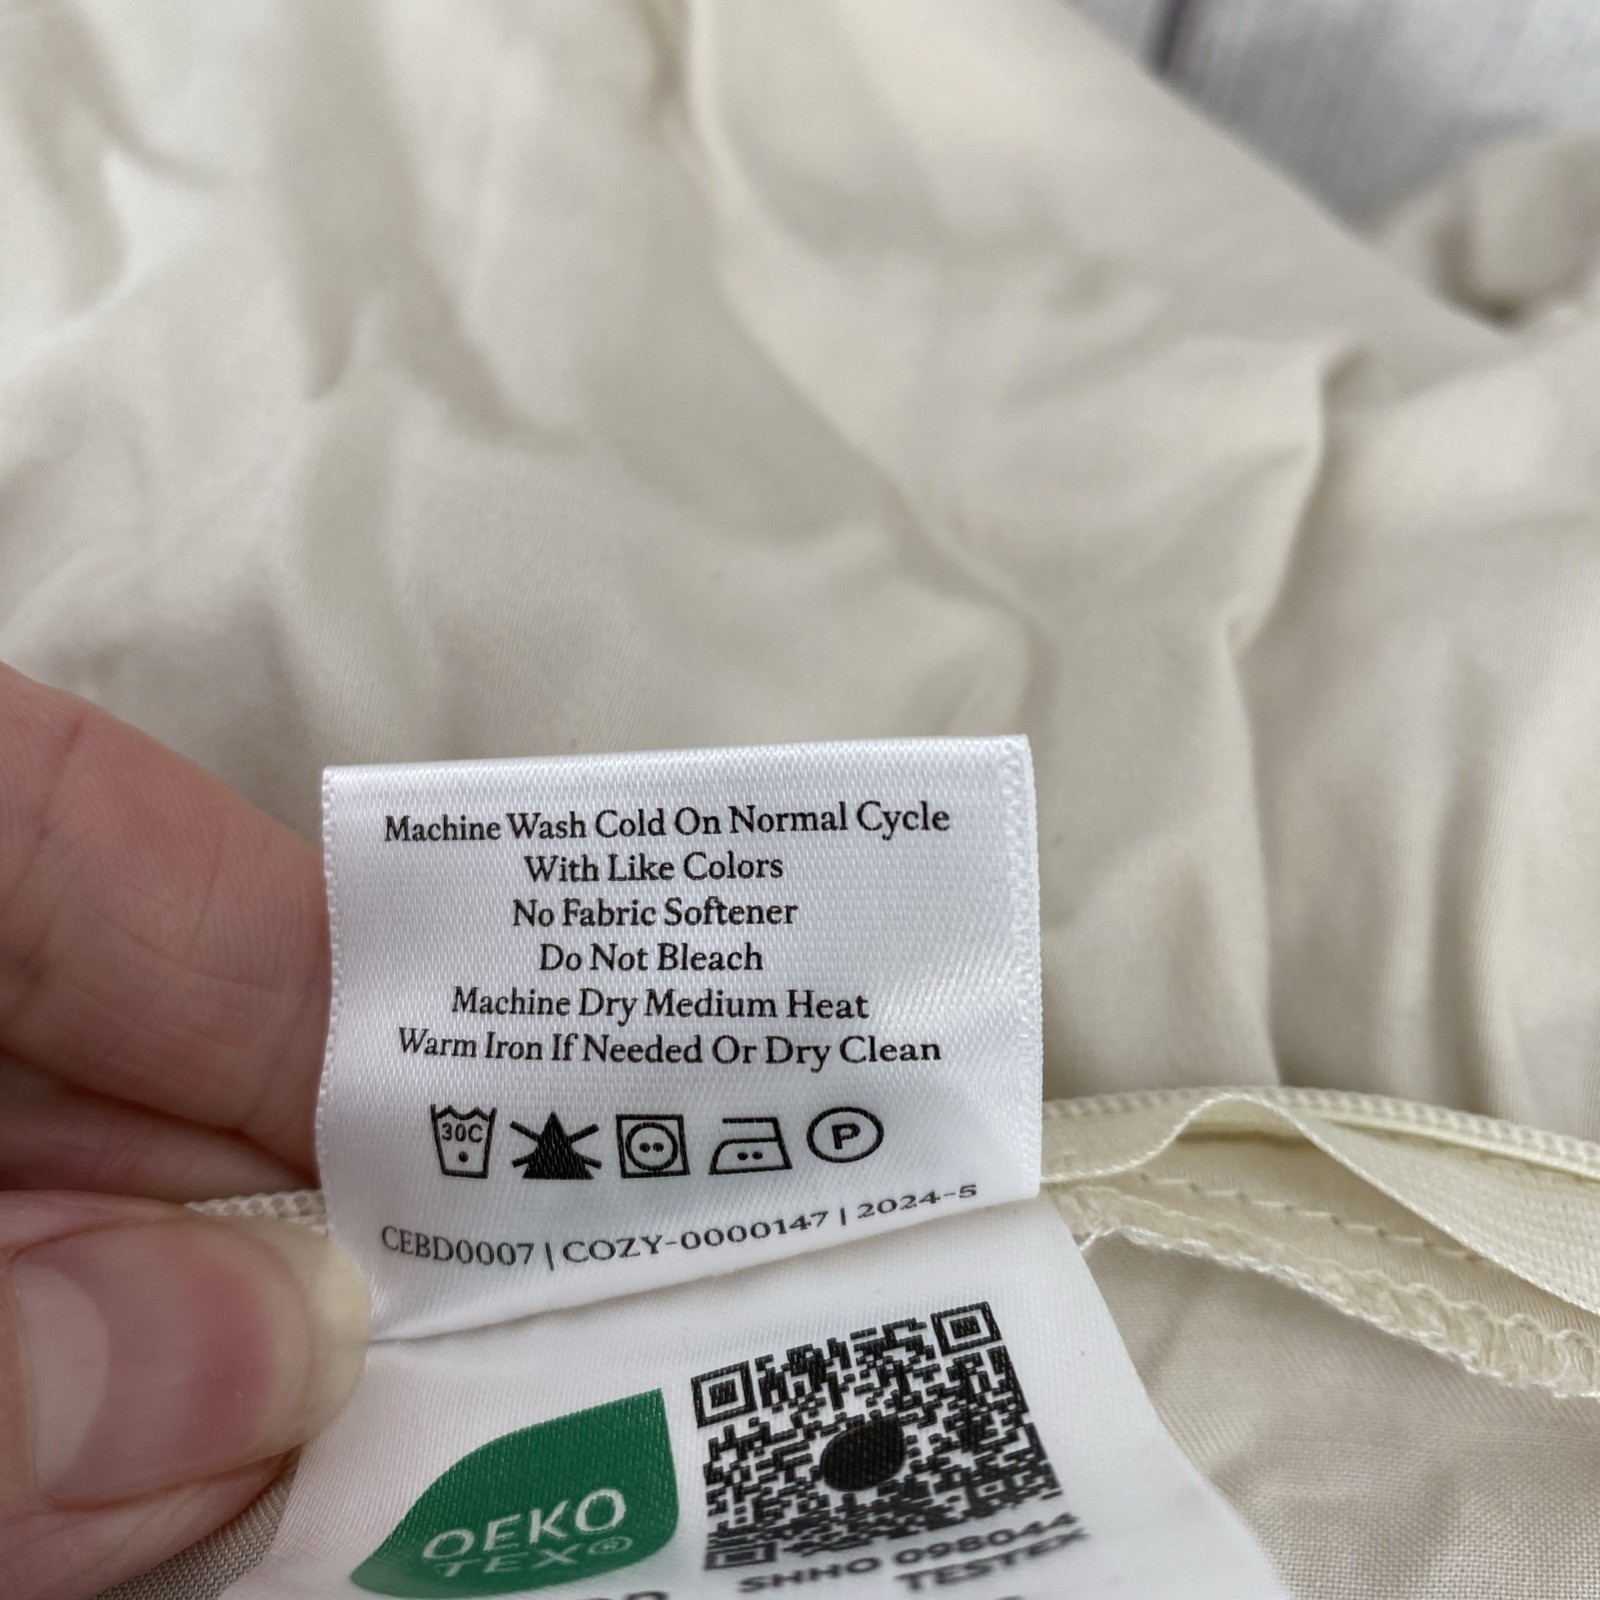 Machine Wash Cold On Normal Cycle
With Like Colors
No Fabric Softener
Do Not Bleach
Machine Dry Medium Heat
Warm Iron If Needed Or Dry Clean
30C
P
CEBD0007 | COZY-0000147 | 2024-5
OEKO
TEX®
SHHO 098044
TESTEX